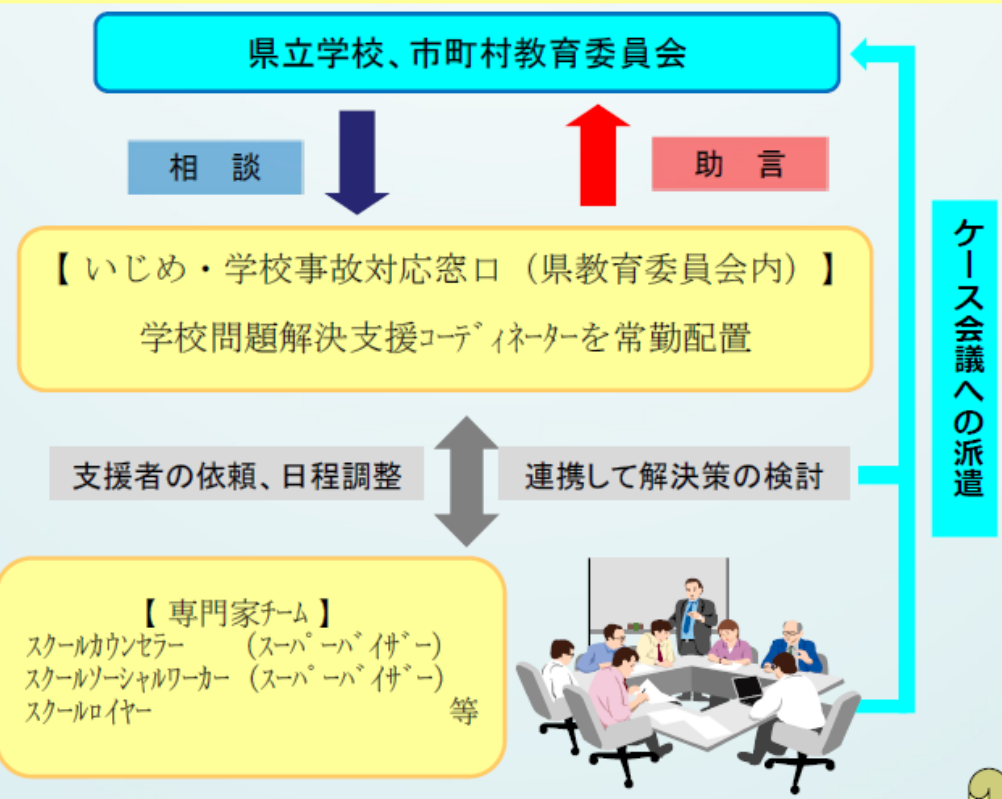 県立学校、市町村教育委員会
相　談
助　言
【 いじめ・学校事故対応窓口（県教育委員会内）】
学校問題解決支援ｺｰﾃﾞｨﾈｰﾀｰを常勤配置
ケース会議への派遣
支援者の依頼、日程調整
連携して解決策の検討
【 専門家ﾁｰﾑ 】
ｽｸｰﾙｶｳﾝｾﾗｰ　（ｽｰﾊﾟｰﾊﾞｲｻﾞｰ）
ｽｸｰﾙｿｰｼｬﾙﾜｰｶｰ（ｽｰﾊﾟｰﾊﾞｲｻﾞｰ）
ｽｸｰﾙﾛｲﾔｰ　等